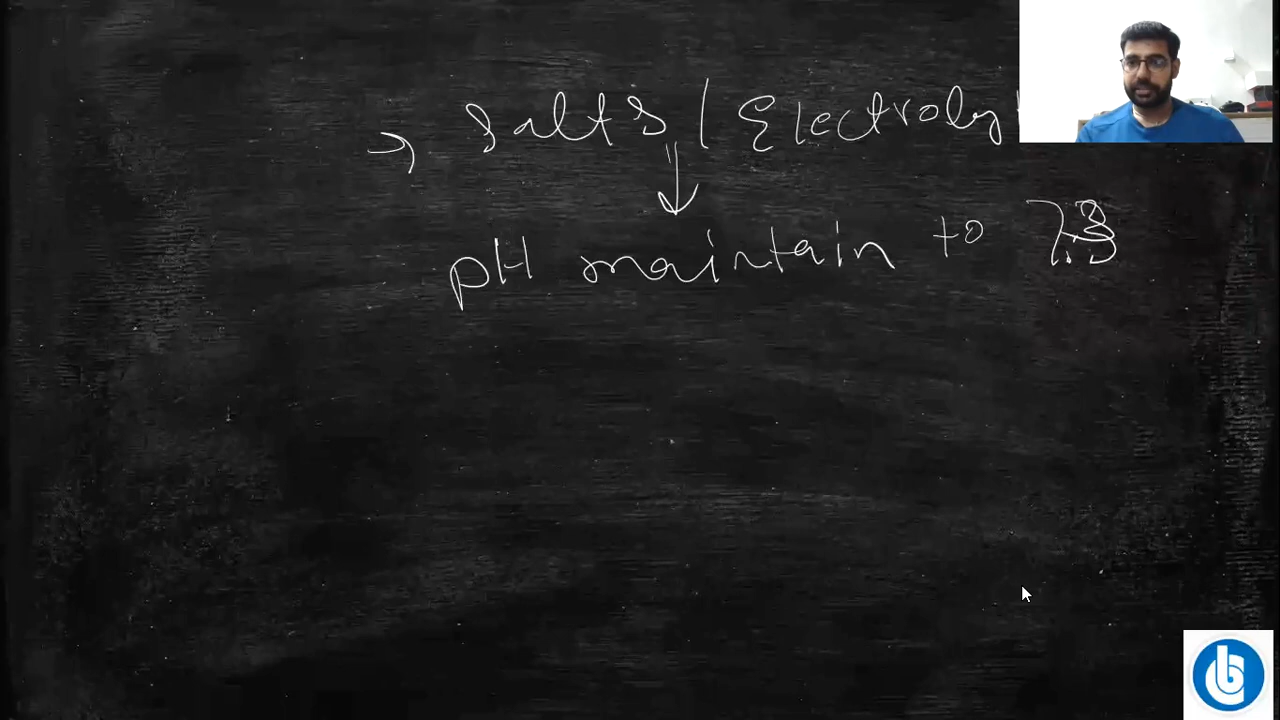 → Salts / Electroly
↓
pH maintain to 7.3